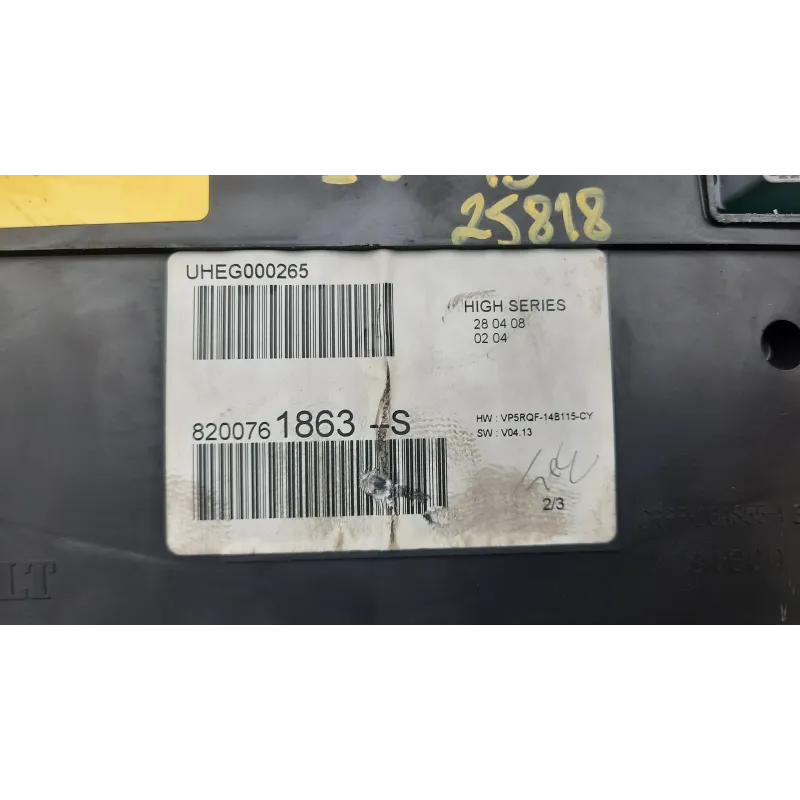 25818
UHEG000265
HIGH SERIES
28 04 08
02 04
8200761863 --S
HW : VP5RQF-14B115-CY
SW : V04.13
2/3
LT